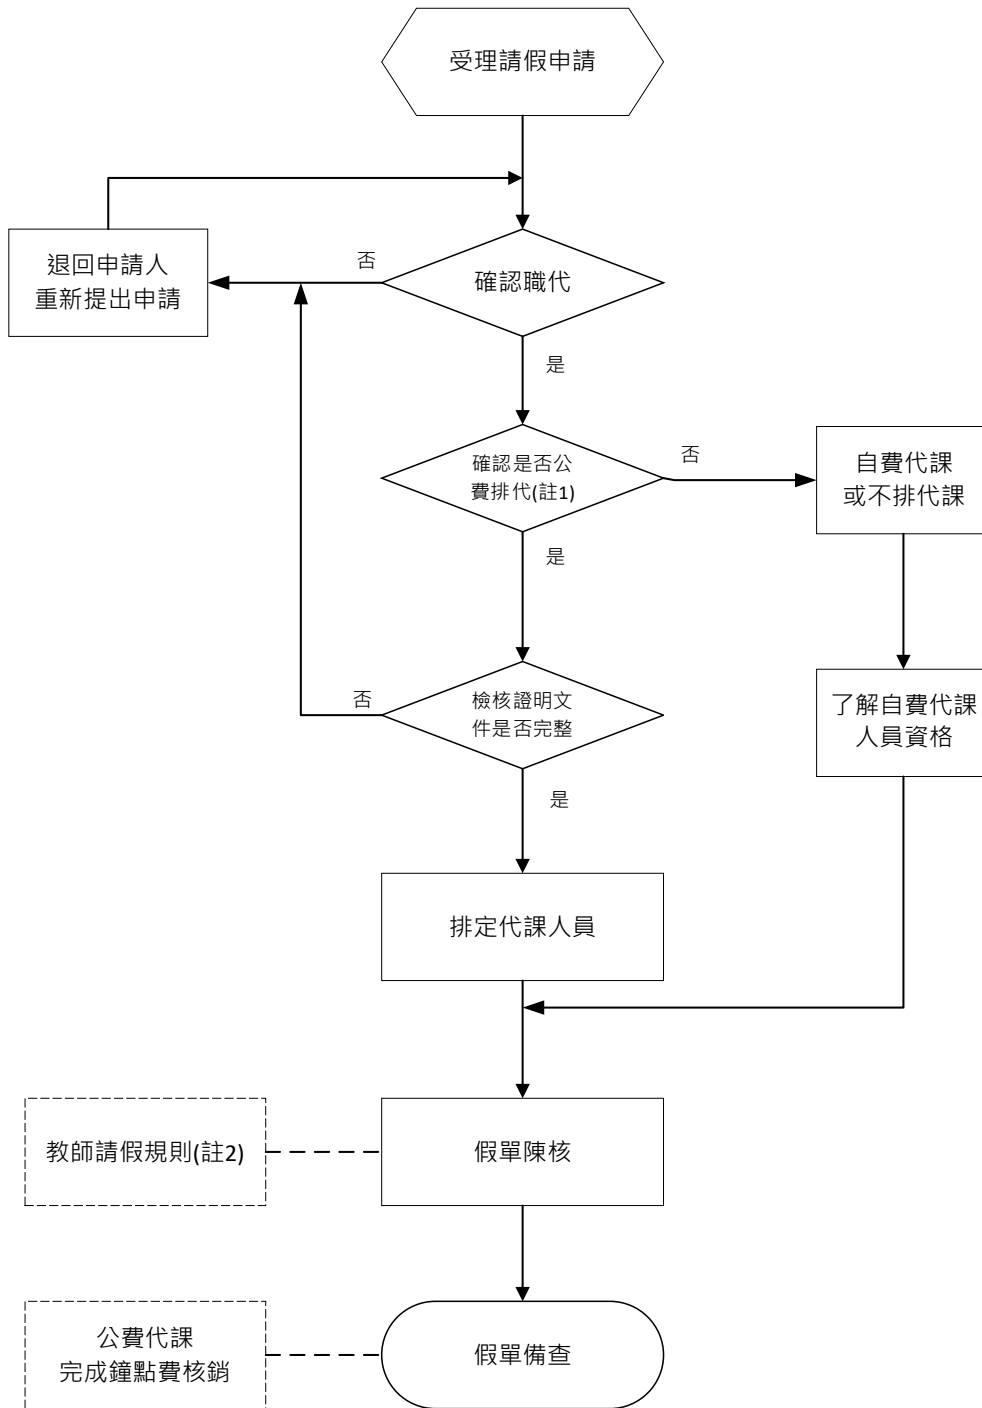 受理請假申請
退回申請人
重新提出申請
否
確認職代
是
確認是否公
費排代(註1)
否
自費代課
或不排代課
是
否
檢核證明文
件是否完整
了解自費代課
人員資格
是
排定代課人員
教師請假規則(註2)
假單陳核
公費代課
完成鐘點費核銷
假單備查